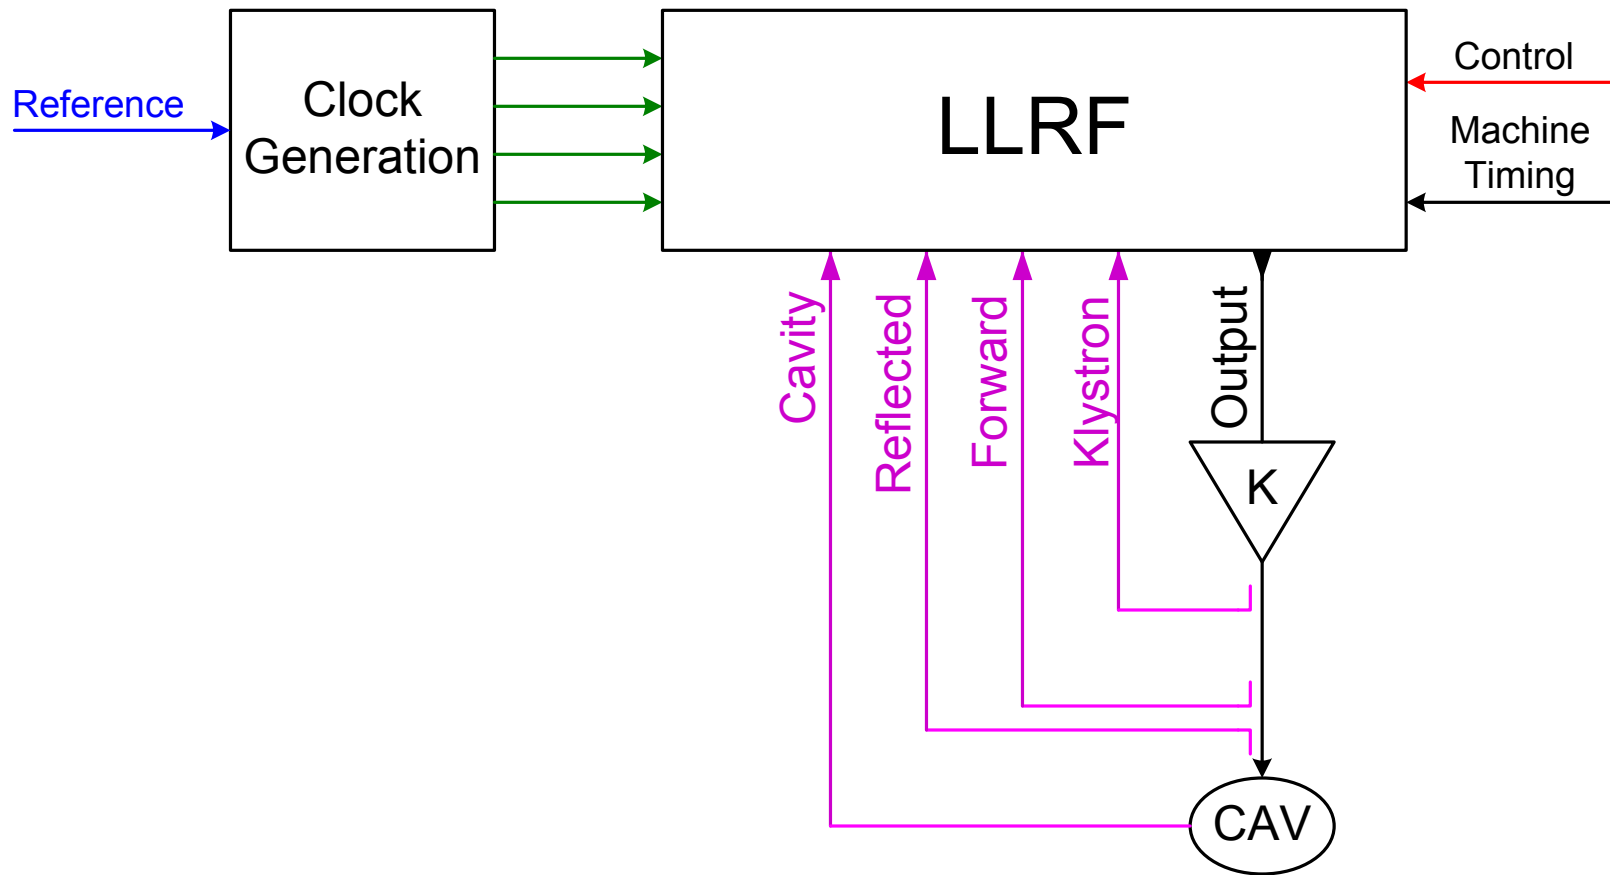 Reference
Clock
Generation
LLRF
Control
Machine
Timing
Cavity
Reflected
Forward
Klystron
Output
K
CAV